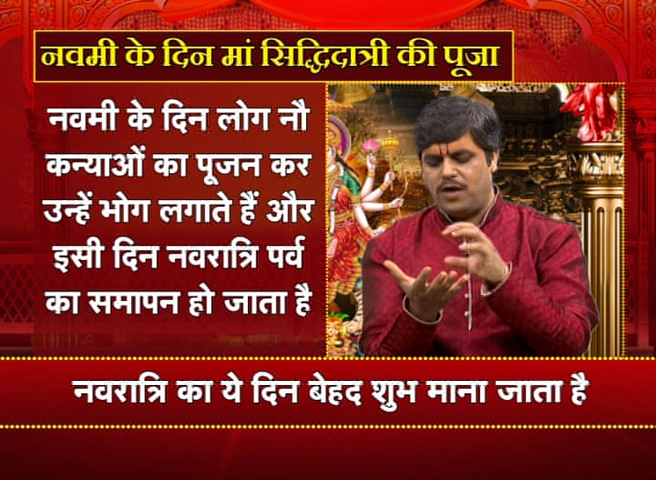 नवमी के दिन मां सिद्धिदात्री की पूजा
नवमी के दिन लोग नौ
कन्याओं का पूजन कर
उन्हें भोग लगाते हैं और
इसी दिन नवरात्रि पर्व
का समापन हो जाता है
नवरात्रि का ये दिन बेहद शुभ माना जाता है